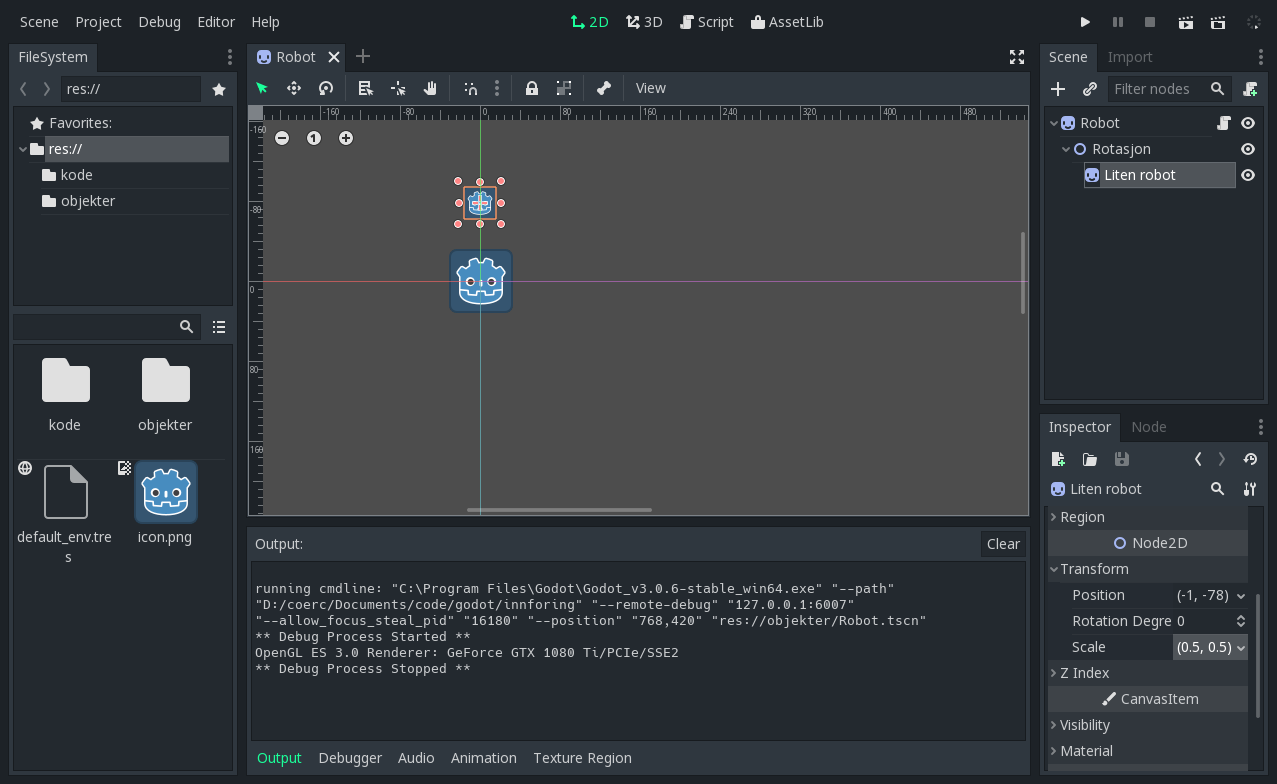 Scene Project Debug Editor Help 2D 3D Script AssetLib
FileSystem
res://
Favorites:
res://
kode
objekter
kode
objekter
default_env.tre
s
icon.png
Robot
View
-160 -80 0 80 160 240 320 400 480
-160
-80
0
80
160
1
Output:
Clear
running cmdline: "C:\Program Files\Godot\Godot_v3.0.6-stable_win64.exe" "--path"
"D:/coerc/Documents/code/godot/innforing" "--remote-debug" "127.0.0.1:6007"
"--allow_focus_steal_pid" "16180" "--position" "768,420" "res://objekter/Robot.tscn"
** Debug Process Started **
OpenGL ES 3.0 Renderer: GeForce GTX 1080 Ti/PCIe/SSE2
** Debug Process Stopped **
Output Debugger Audio Animation Texture Region
Scene Import
Filter nodes
Robot
Rotasjon
Liten robot
Inspector Node
Liten robot
Region
Node2D
Transform
Position (-1, -78)
Rotation Degre 0
Scale (0.5, 0.5)
Z Index
CanvasItem
Visibility
Material